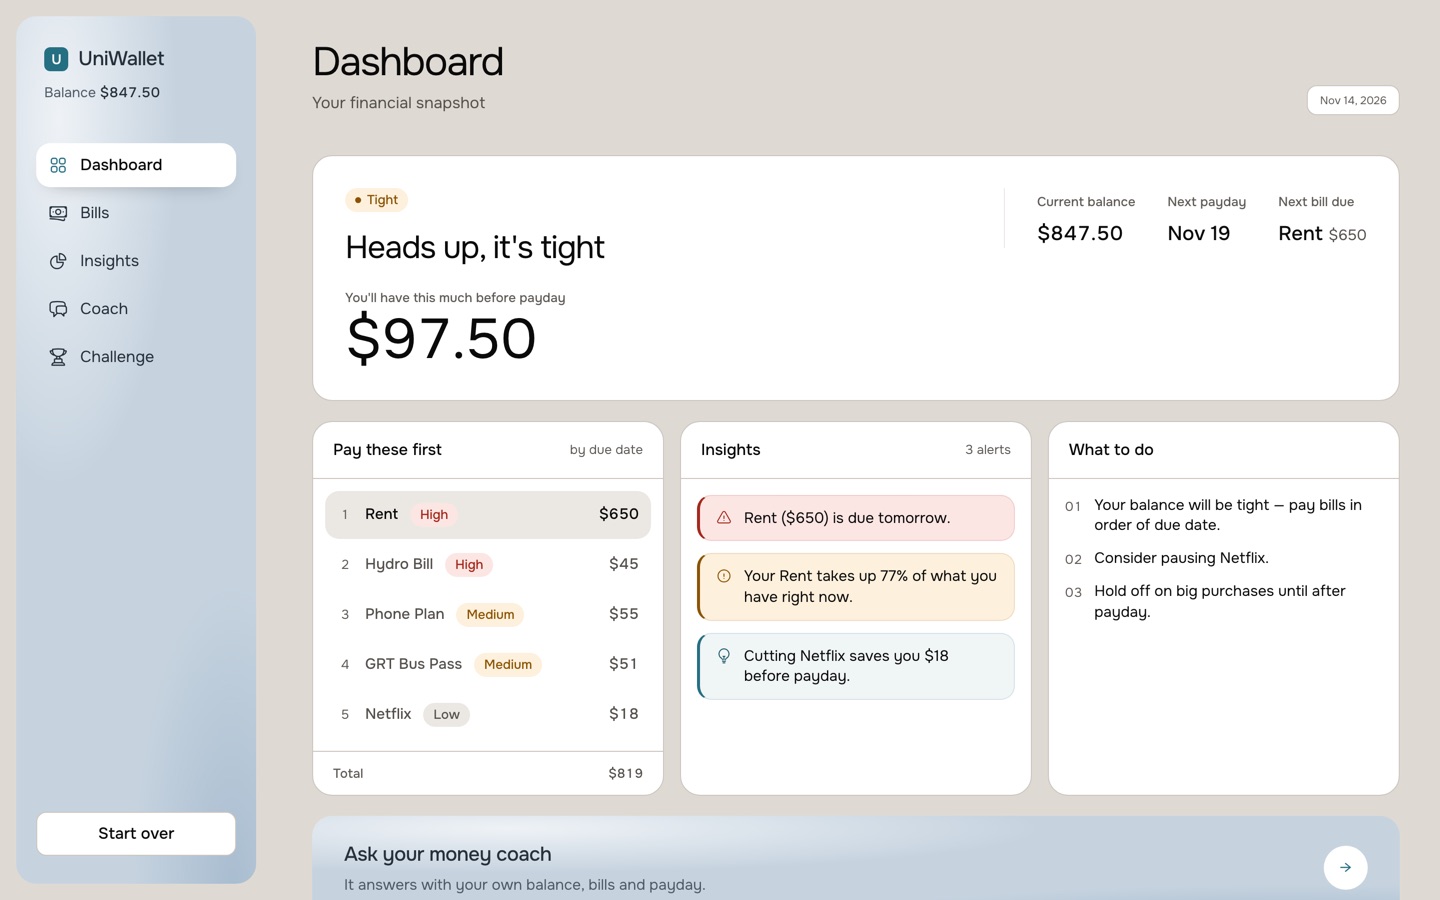 U UniWallet
Balance $847.50
Dashboard
Bills
Insights
Coach
Challenge
Start over
Dashboard
Your financial snapshot
Nov 14, 2026
Tight
Heads up, it's tight
You'll have this much before payday
$97.50
Current balance
$847.50
Next payday
Nov 19
Next bill due
Rent $650
Pay these first by due date
1 Rent High $650
2 Hydro Bill High $45
3 Phone Plan Medium $55
4 GRT Bus Pass Medium $51
5 Netflix Low $18
Total $819
Insights 3 alerts
Rent ($650) is due tomorrow.
Your Rent takes up 77% of what you
have right now.
Cutting Netflix saves you $18
before payday.
What to do
01 Your balance will be tight — pay bills in
order of due date.
02 Consider pausing Netflix.
03 Hold off on big purchases until after
payday.
Ask your money coach
It answers with your own balance, bills and payday.